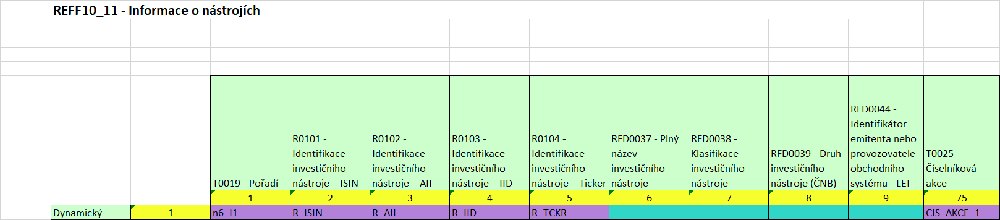 REFF10_11 - Informace o nástrojích
T0019 - Pořadí
R0101 -
Identifikace
investičního
nástroje – ISIN
R0102 -
Identifikace
investičního
nástroje – AII
R0103 -
Identifikace
investičního
nástroje – IID
R0104 -
Identifikace
investičního
nástroje – Ticker
RFD0037 - Plný
název
investičního
nástroje
RFD0038 -
Klasifikace
investičního
nástroje
RFD0039 - Druh
investičního
nástroje (ČNB)
RFD0044 -
Identifikátor
emitenta nebo
provozovatele
obchodního
systému - LEI
T0025 -
Číselníková
akce
1 2 3 4 5 6 7 8 9 75
Dynamický 1 n6_I1 R_ISIN R_AII R_IID R_TCKR CIS_AKCE_1